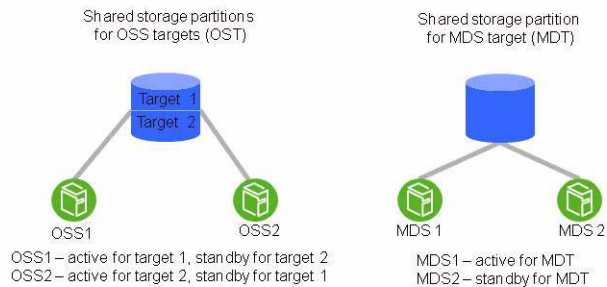 Shared storage partitions
for OSS targets (OST)
Target 1
Target 2
OSS1
OSS2
OSS1 – active for target 1, standby for target 2
OSS2 – active for target 2, standby for target 1
Shared storage partition
for MDS target (MDT)
MDS 1
MDS 2
MDS1 – active for MDT
MDS2 – standby for MDT